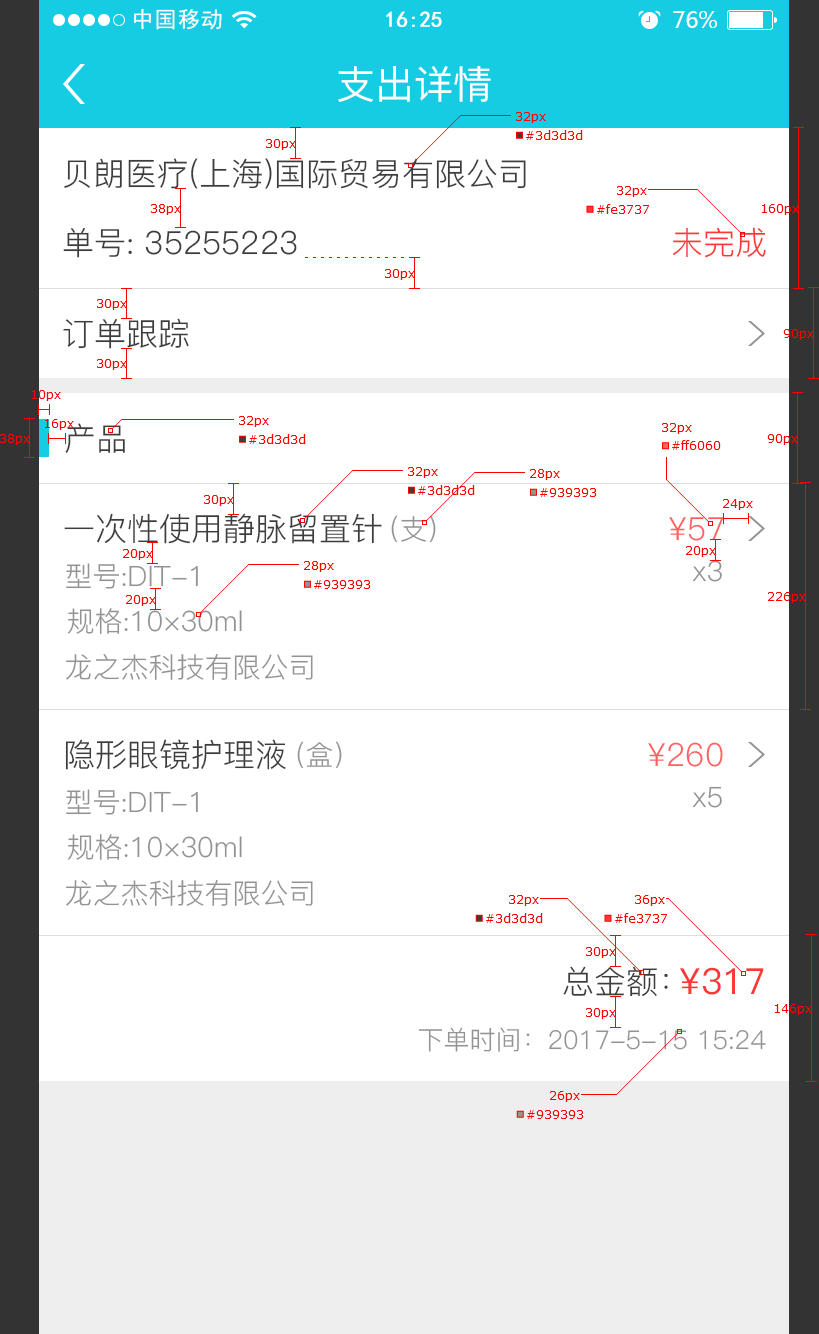 中国移动 16:25 76%
支出详情
32px
#3d3d3d
30px
贝朗医疗(上海)国际贸易有限公司
32px
#fe3737
38px
160px
单号: 35255223 未完成
30px
30px
订单跟踪
90px
30px
10px
16px
32px
#3d3d3d
38px
产品
32px
#ff6060
90px
32px
#3d3d3d
28px
#939393
30px
24px
一次性使用静脉留置针 (支) ¥57
20px
20px
28px
#939393
型号:DIT-1 x3
20px
226px
规格:10×30ml
龙之杰科技有限公司
隐形眼镜护理液 (盒) ¥260
型号:DIT-1 x5
规格:10×30ml
龙之杰科技有限公司
32px
#3d3d3d
36px
#fe3737
30px
总金额: ¥317
30px
146px
下单时间: 2017-5-15 15:24
26px
#939393